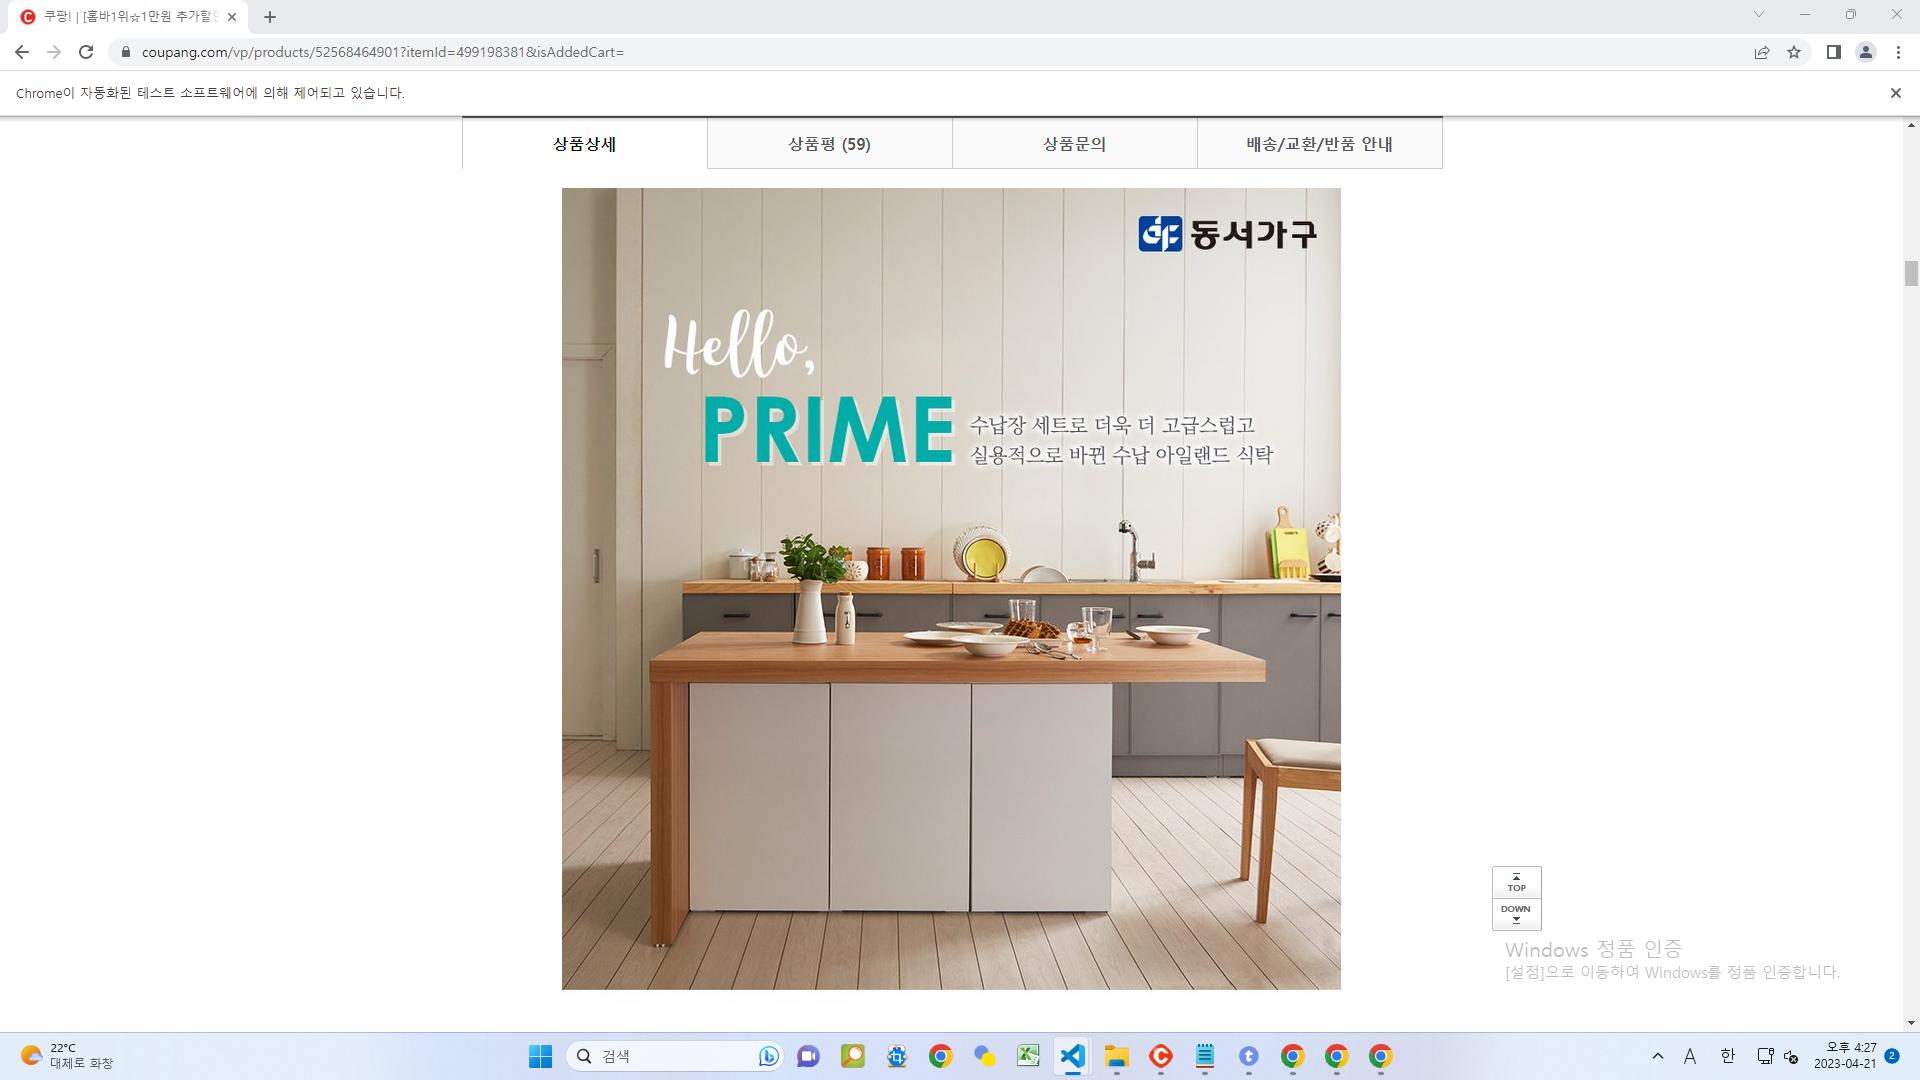 쿠팡! | [홈바1위☆1만원 추가할인
coupang.com/vp/products/52568464901?itemId=499198381&isAddedCart=
Chrome이 자동화된 테스트 소프트웨어에 의해 제어되고 있습니다.
상품상세
상품평 (59)
상품문의
배송/교환/반품 안내
동서가구
Hello,
PRIME
수납장 세트로 더욱 더 고급스럽고
실용적으로 바뀐 수납 아일랜드 식탁
TOP
DOWN
Windows 정품 인증
[설정]으로 이동하여 Windows를 정품 인증합니다.
22°C
대체로 화창
검색
A
한
오후 4:27
2023-04-21
2